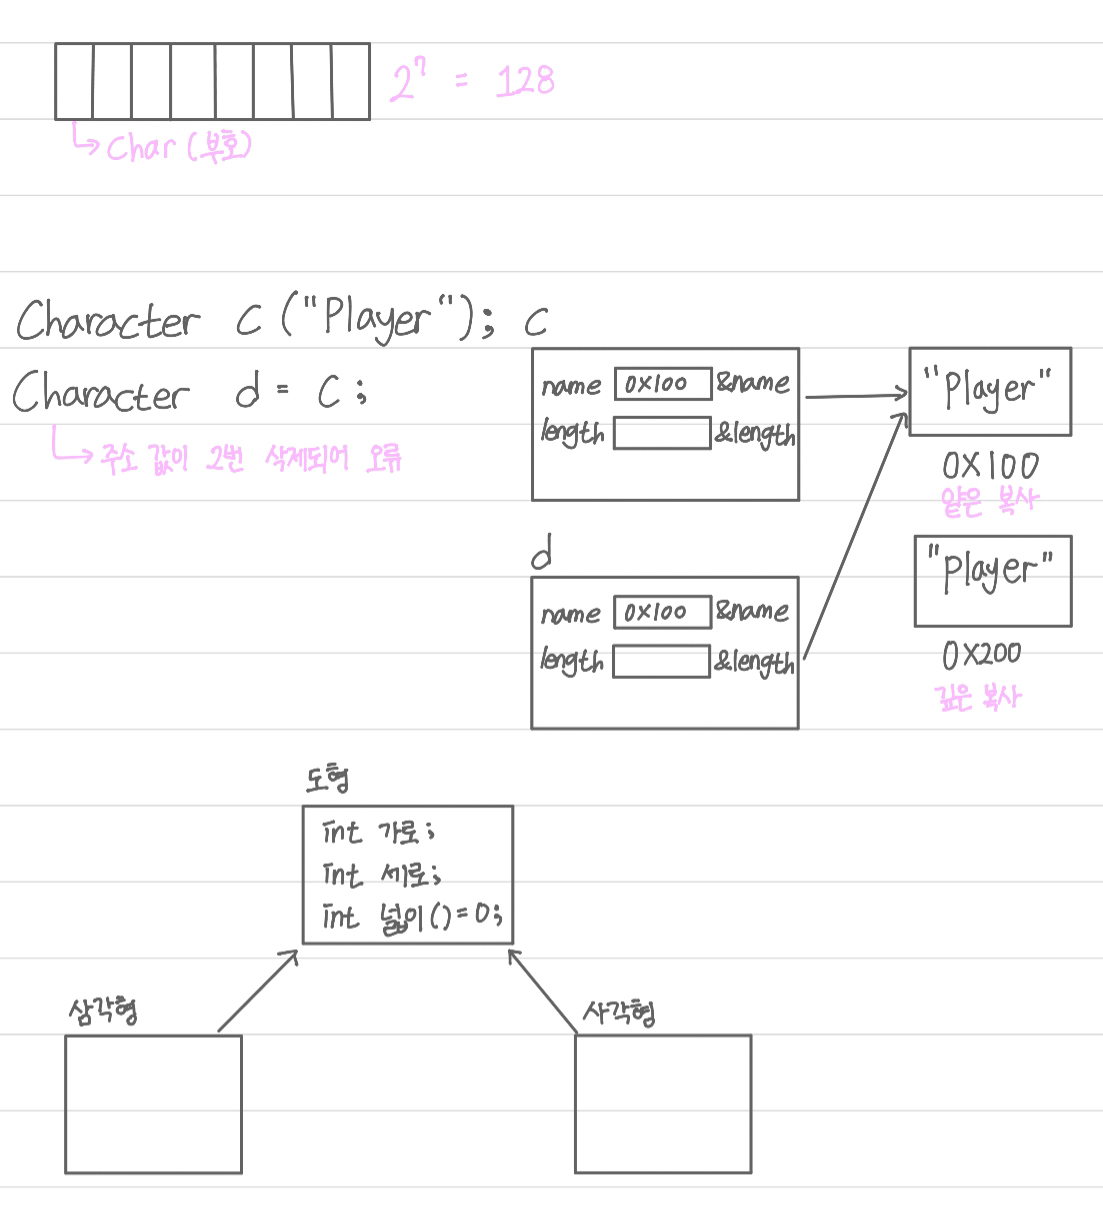 2⁷ = 128
Char (부호)
Character c ("Player"); c
Character d = c;
주소 값이 2번 삭제되어 오류
name 0x100 &name
length &length
"Player"
0X100
얕은 복사
d
name 0x100 &name
length &length
"Player"
0X200
깊은 복사
도형
int 가로;
int 세로;
int 넓이()=0;
삼각형
사각형